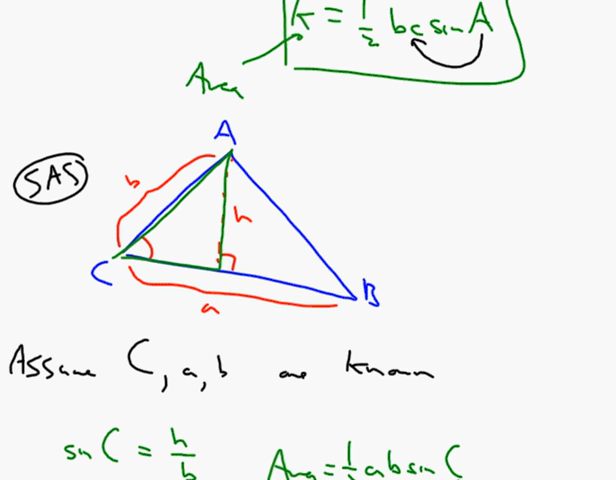 K = 1/2 bc sin A
Area
A
SAS
b
h
C
B
a
Assume C, a, b are known
sin C = h/b
Area = 1/2 ab sin C